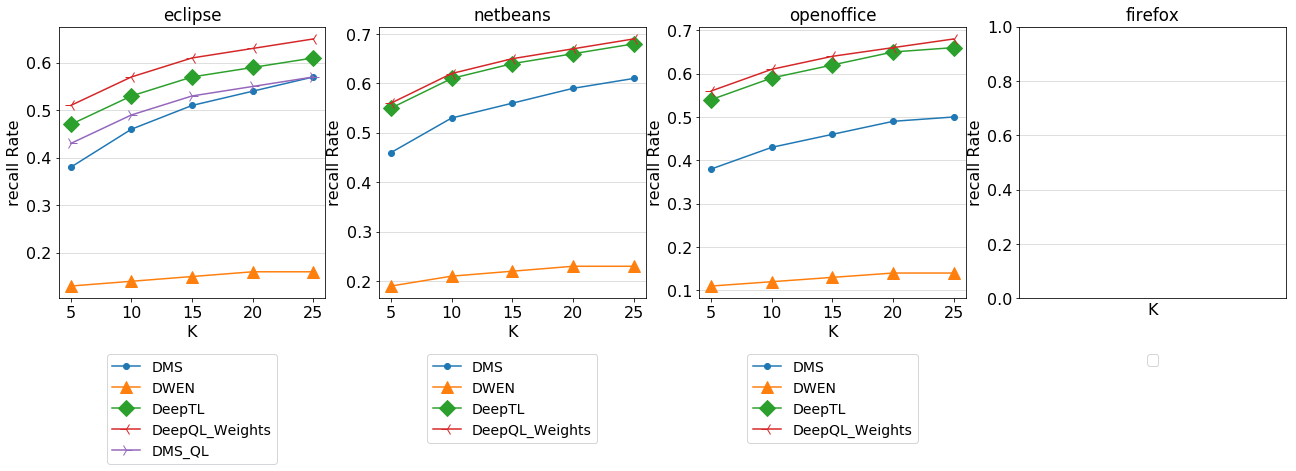 eclipse
netbeans
openoffice
firefox
recall Rate
0.6
0.5
0.4
0.3
0.2
5 10 15 20 25
K
DMS
DWEN
DeepTL
DeepQL_Weights
DMS_QL
recall Rate
0.7
0.6
0.5
0.4
0.3
0.2
5 10 15 20 25
K
DMS
DWEN
DeepTL
DeepQL_Weights
recall Rate
0.7
0.6
0.5
0.4
0.3
0.2
0.1
5 10 15 20 25
K
DMS
DWEN
DeepTL
DeepQL_Weights
recall Rate
1.0
0.8
0.6
0.4
0.2
0.0
K